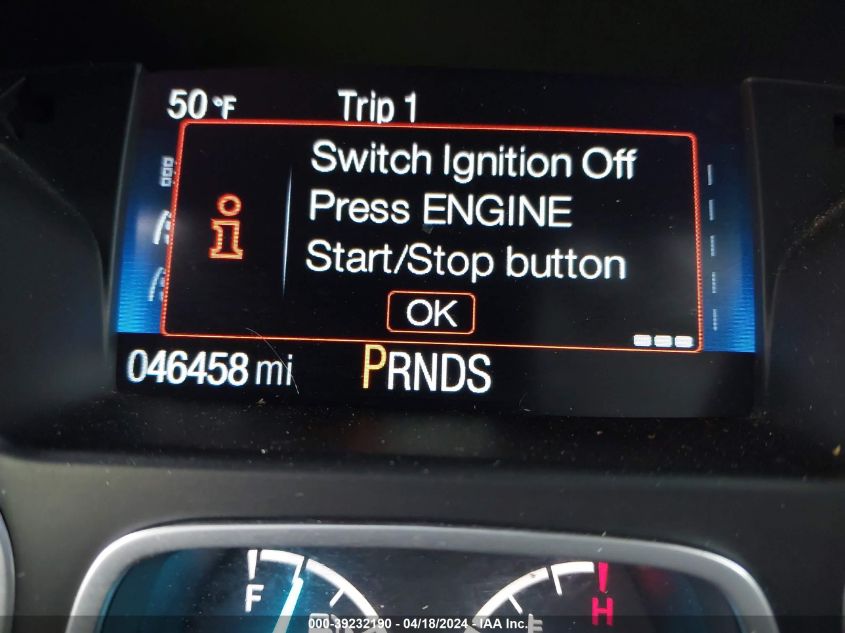 50 °F Trip 1
Switch Ignition Off
Press ENGINE
Start/Stop button
i
OK
046458 mi PRNDS
F H
000-39232190 - 04/18/2024 - IAA Inc.